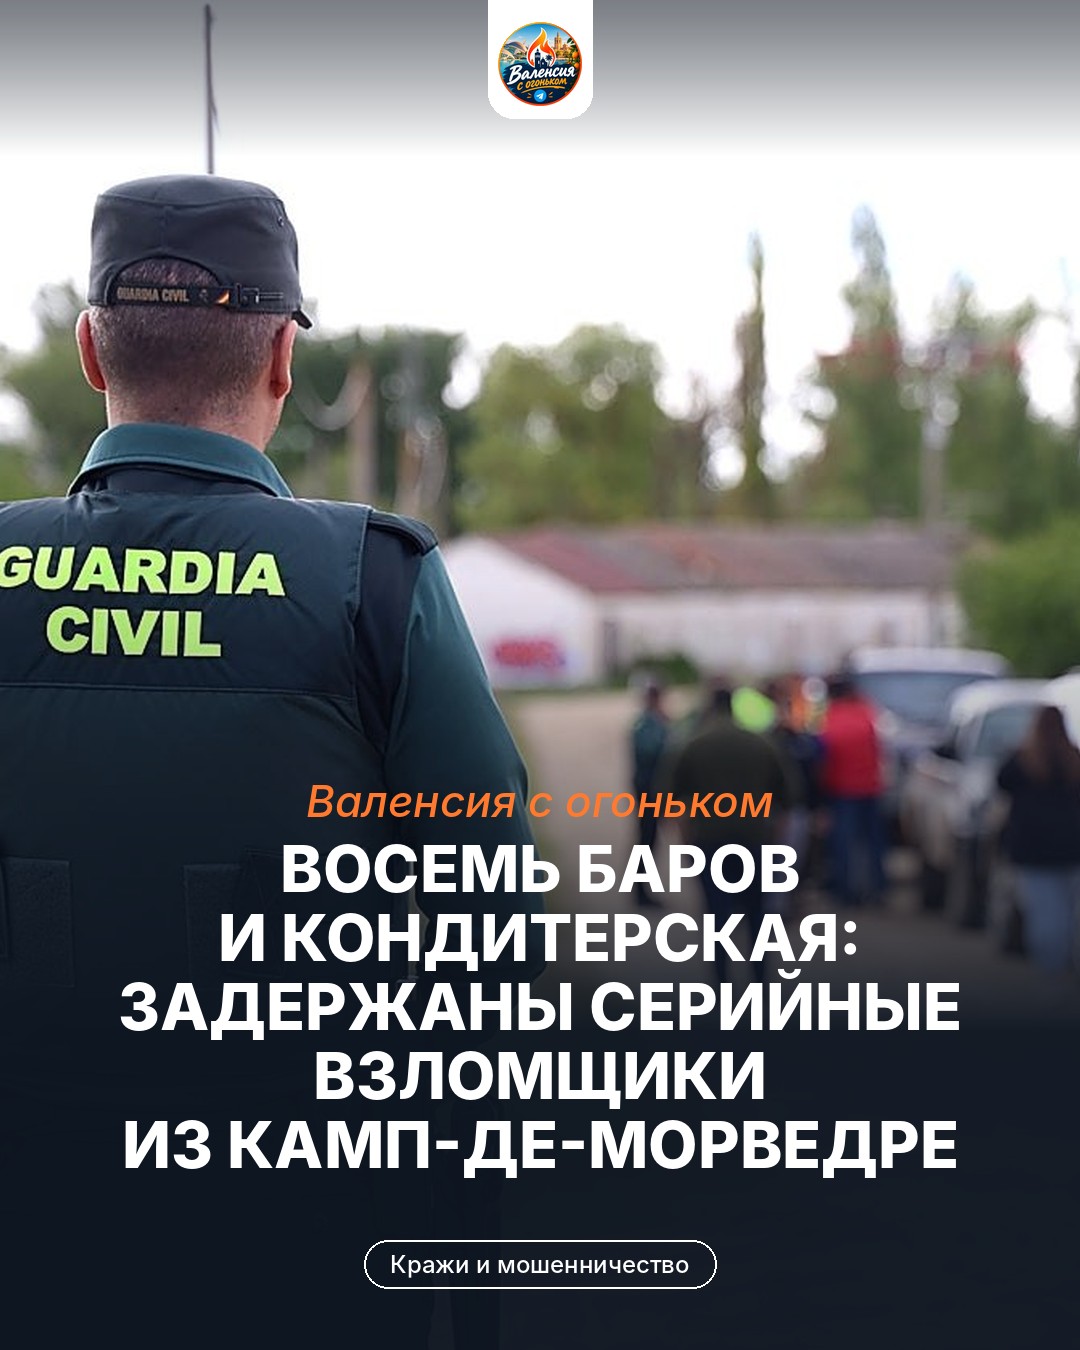 Валенсия
с огоньком
GUARDIA CIVIL
GUARDIA
CIVIL
Валенсия с огоньком
ВОСЕМЬ БАРОВ
И КОНДИТЕРСКАЯ:
ЗАДЕРЖАНЫ СЕРИЙНЫЕ
ВЗЛОМЩИКИ
ИЗ КАМП-ДЕ-МОРВЕДРЕ
Кражи и мошенничество